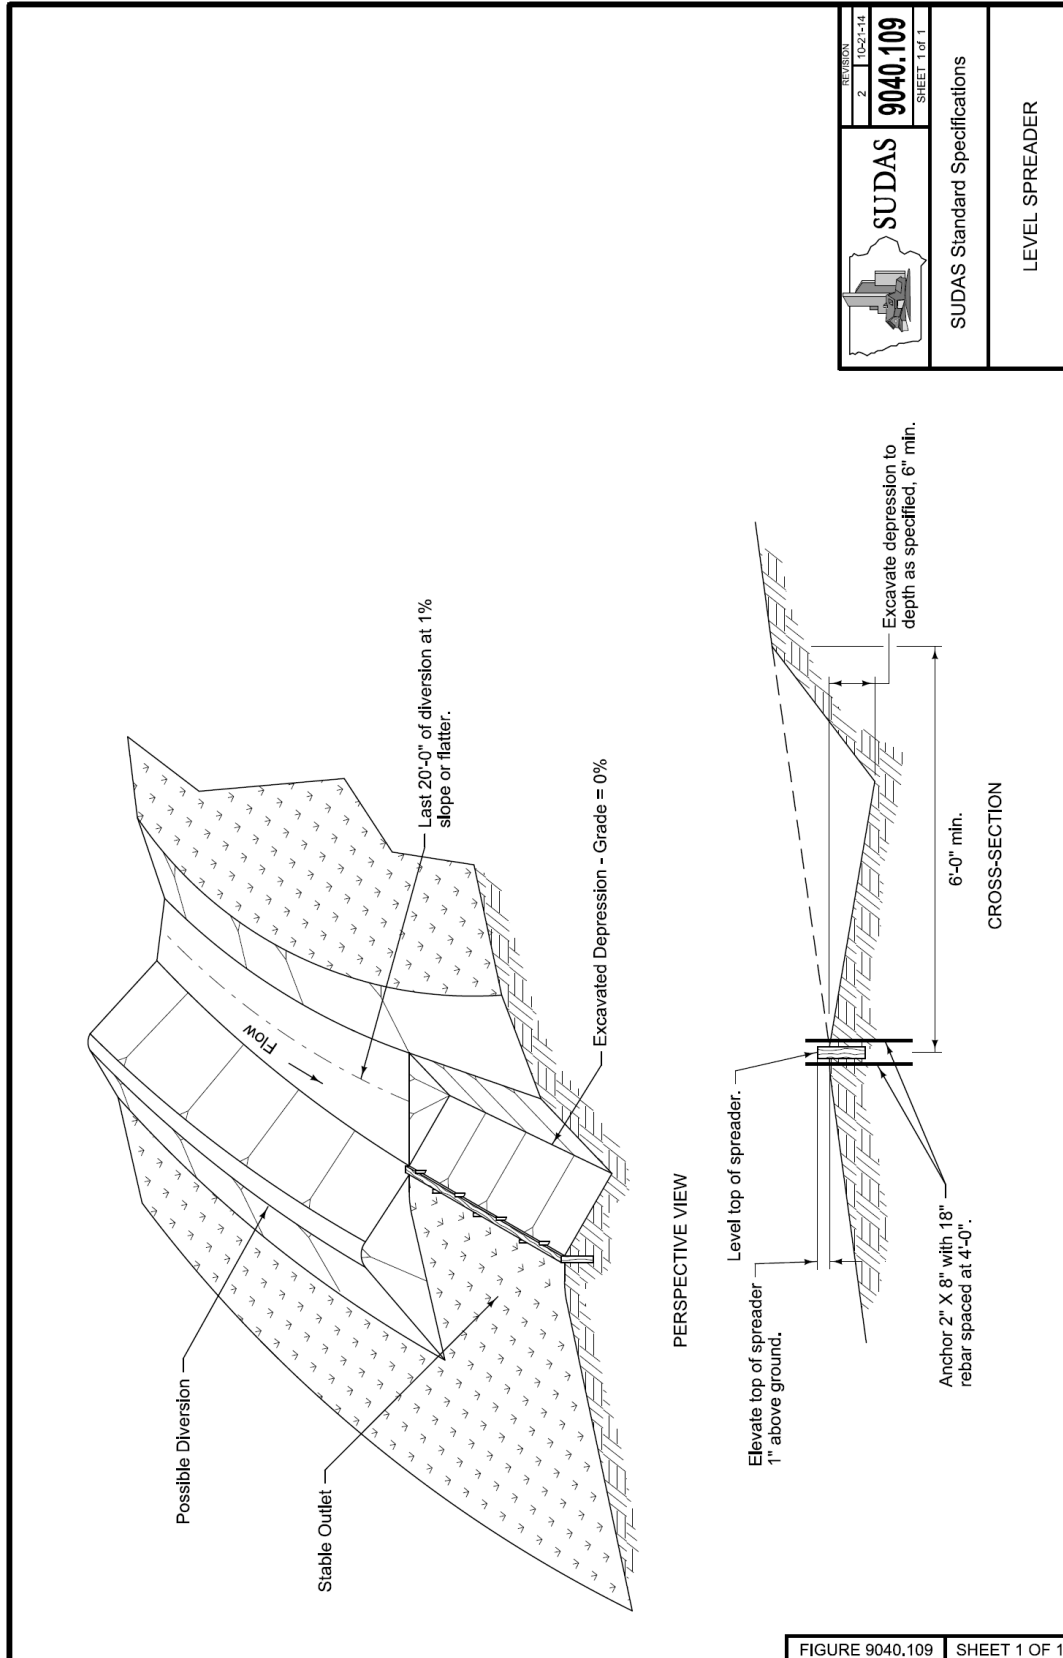 Possible Diversion
Stable Outlet
Flow
Last 20'-0" of diversion at 1%
slope or flatter.
Excavated Depression - Grade = 0%
PERSPECTIVE VIEW
Elevate top of spreader
1" above ground.
Level top of spreader.
Anchor 2" X 8" with 18"
rebar spaced at 4'-0".
Excavate depression to
depth as specified, 6" min.
6'-0" min.
CROSS-SECTION
SUDAS
REVISION
2 10-21-14
9040.109
SHEET 1 of 1
SUDAS Standard Specifications
LEVEL SPREADER
FIGURE 9040.109 SHEET 1 OF 1